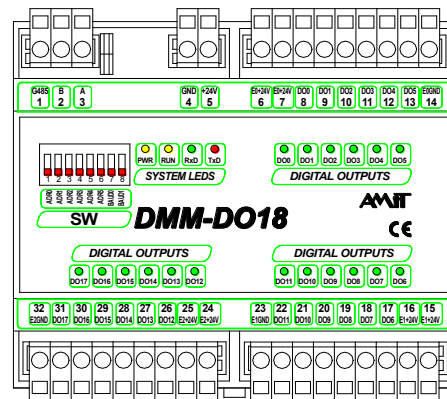 G485 B A GND +24V E0+24V E0+24V DO0 DO1 DO2 DO3 DO4 DO5 E0GND
1 2 3 4 5 6 7 8 9 10 11 12 13 14
PWR RUN RxD TxD
DO0 DO1 DO2 DO3 DO4 DO5
SYSTEM LEDS
DIGITAL OUTPUTS
1 2 3 4 5 6 7 8
ADR0 ADR1 ADR2 ADR3 ADR4 ADR5 BAUD0 BAUD1
SW
DMM-DO18
AMiT
CE
DIGITAL OUTPUTS
DIGITAL OUTPUTS
DO17 DO16 DO15 DO14 DO13 DO12
DO11 DO10 DO9 DO8 DO7 DO6
32 31 30 29 28 27 26 25 24 23 22 21 20 19 18 17 16 15
E2GND DO17 DO16 DO15 DO14 DO13 DO12 E2+24V E2+24V E1GND DO11 DO10 DO9 DO8 DO7 DO6 E1+24V E1+24V